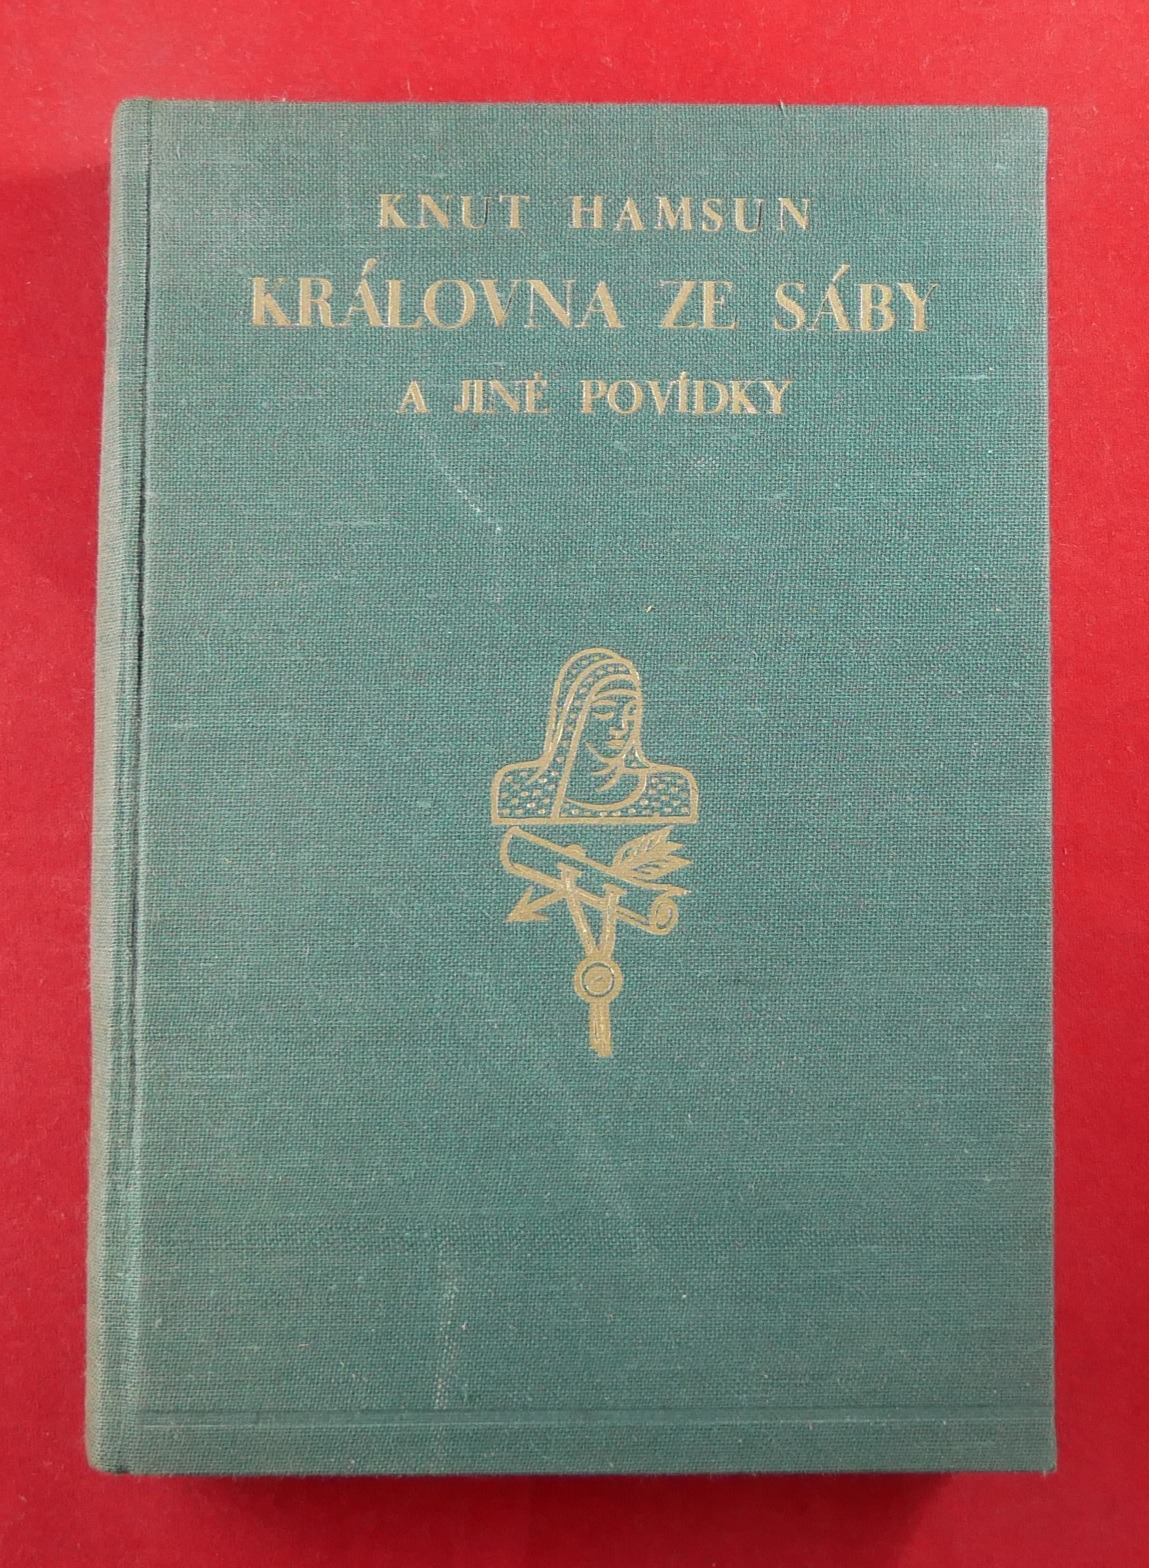 KNUT HAMSUN
KRÁLOVNA ZE SÁBY
A JINÉ POVÍDKY